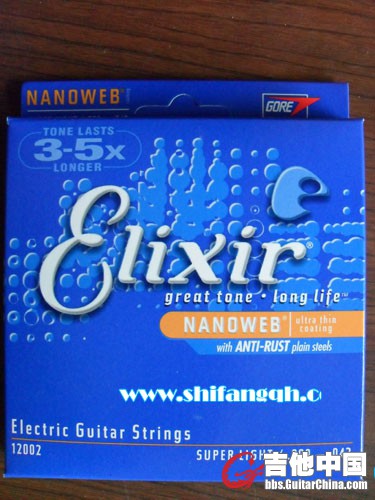 NANOWEB
GORE
TONE LASTS
3-5x
LONGER
Elixir®
great tone · long life™
NANOWEB®
ultra thin
coating
with ANTI-RUST plain steels
www.shifangqh.c
Electric Guitar Strings
12002
SUPER LIGHT
吉他中国
bbs.GuitarChina.com